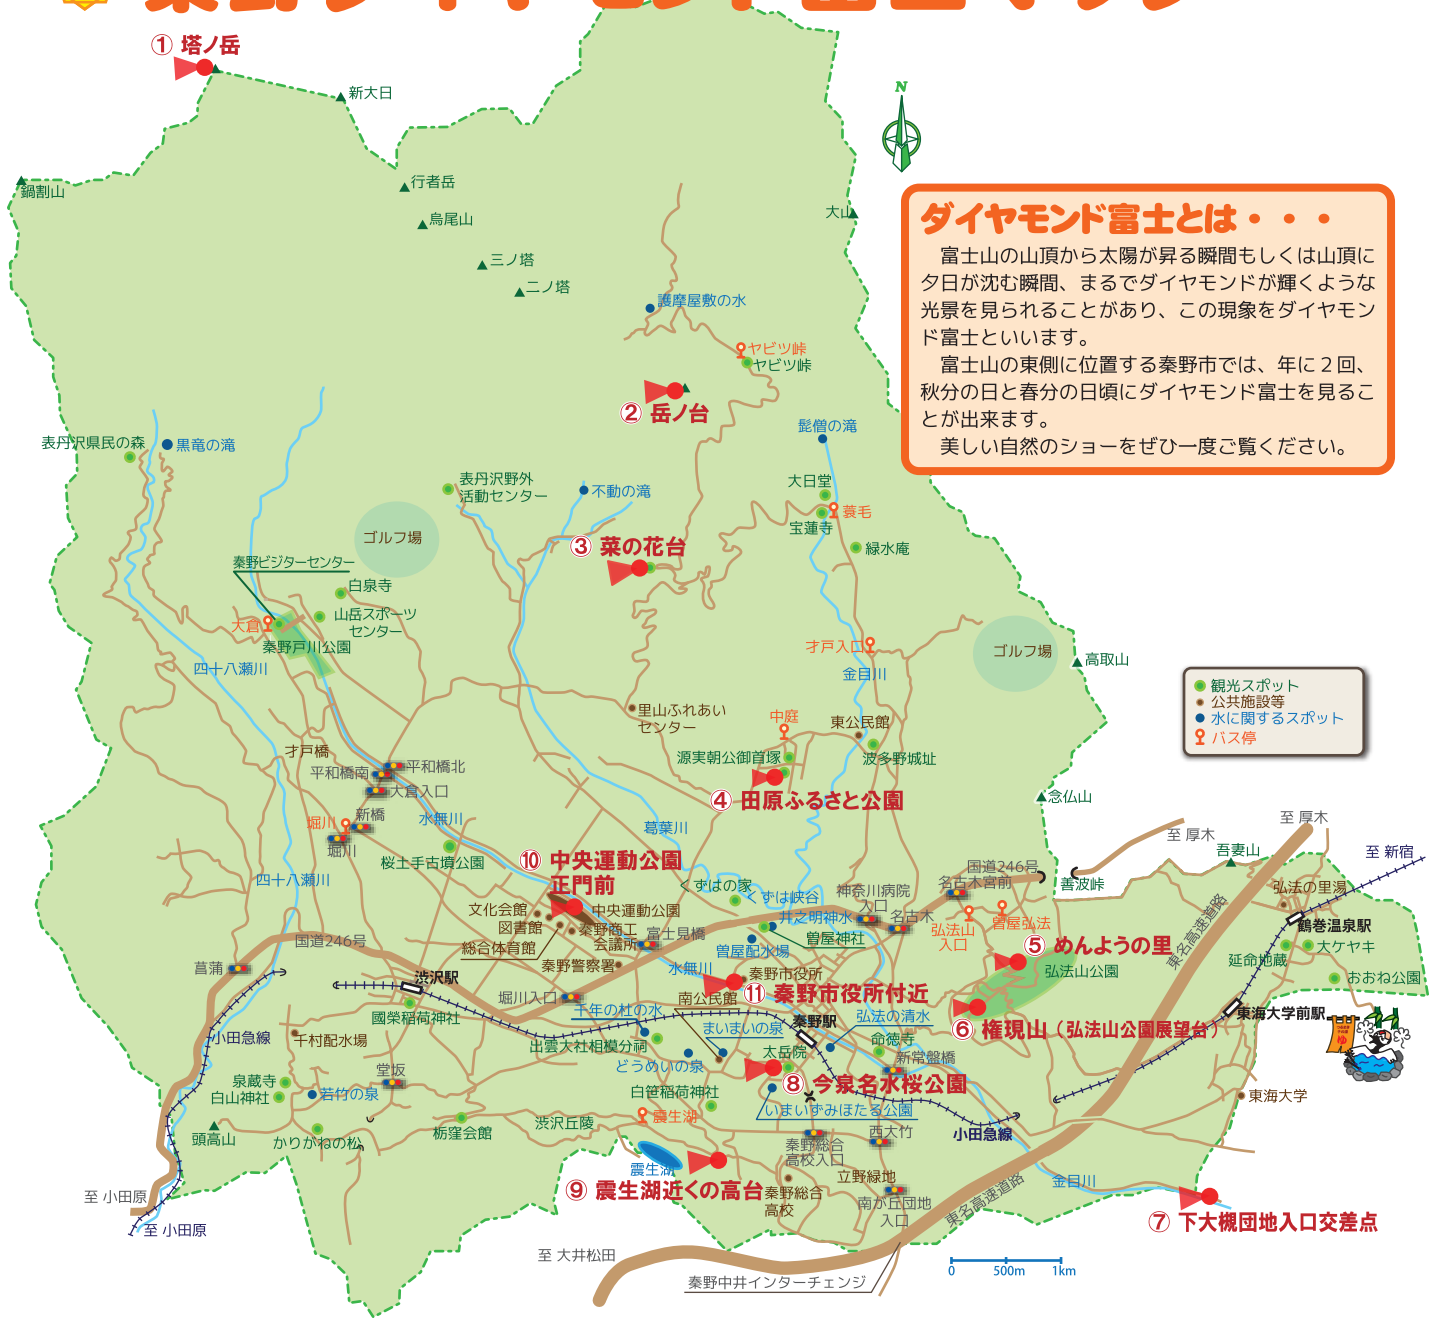 秦野ダイヤモンド富士マップ
① 塔ノ岳
新大日
N
鍋割山
行者岳
烏尾山
大山
三ノ塔
二ノ塔
ダイヤモンド富士とは・・・
富士山の山頂から太陽が昇る瞬間もしくは山頂に
夕日が沈む瞬間、まるでダイヤモンドが輝くような
光景を見られることがあり、この現象をダイヤモン
ド富士といいます。
富士山の東側に位置する秦野市では、年に２回、
秋分の日と春分の日頃にダイヤモンド富士を見るこ
とが出来ます。
美しい自然のショーをぜひ一度ご覧ください。
護摩屋敷の水
ヤビツ峠
ヤビツ峠
② 岳ノ台
髭僧の滝
表丹沢県民の森
黒竜の滝
表丹沢野外
活動センター
不動の滝
大日堂
蓑毛
宝蓮寺
緑水庵
ゴルフ場
③ 菜の花台
秦野ビジターセンター
白泉寺
山岳スポーツ
センター
大倉
秦野戸川公園
四十八瀬川
才戸入口
金目川
ゴルフ場
高取山
観光スポット
公共施設等
水に関するスポット
バス停
里山ふれあい
センター
中庭
東公民館
源実朝公御首塚
波多野城址
④ 田原ふるさと公園
念仏山
才戸橋
平和橋南
平和橋北
大倉入口
新橋
堀川
堀川
水無川
桜土手古墳公園
葛葉川
四十八瀬川
至 厚木
至 厚木
吾妻山
至 新宿
⑩ 中央運動公園
正門前
くずはの家
くずは峡谷
神奈川病院
入口
国道246号
名古木宮前
善波峠
弘法の里湯
文化会館
図書館
中央運動公園
秦野商工
会議所
総合体育館
富士見橋
井之明神水
名古木
曽屋神社
曽屋配水場
弘法山
入口
曽屋弘法
⑤ めんようの里
弘法山公園
東名高速道路
鶴巻温泉駅
大ケヤキ
延命地蔵
おおね公園
国道246号
菖蒲
渋沢駅
秦野警察署
水無川
秦野市役所
南公民館
⑪ 秦野市役所付近
堀川入口
千年の杜の水
まいまいの泉
秦野駅
弘法の清水
⑥ 権現山（弘法山公園展望台）
東海大学前駅
國榮稲荷神社
小田急線
千村配水場
出雲大社相模分祠
どうめいの泉
太岳院
命徳寺
新常盤橋
⑧ 今泉名水桜公園
泉蔵寺
白山神社
若竹の泉
堂坂
白笹稲荷神社
いまいずみほたる公園
震生湖
頭高山
かりがねの松
栃窪会館
渋沢丘陵
小田急線
東海大学
秦野総合
高校入口
西大竹
震生湖
⑨ 震生湖近くの高台
秦野総合
高校
立野緑地
南が丘団地
入口
東名高速道路
金目川
⑦ 下大槻団地入口交差点
至 小田原
至 小田原
至 大井松田
秦野中井インターチェンジ
0 500m 1km